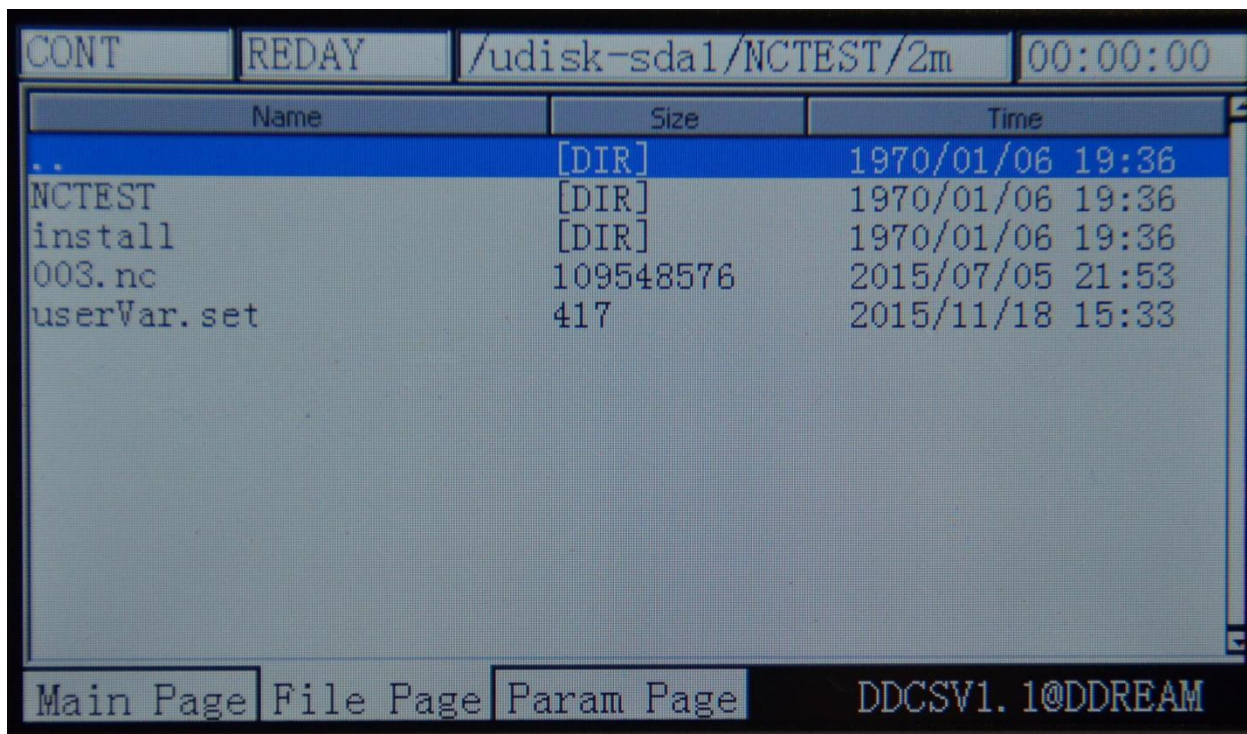 CONT REDAY /udisk-sda1/NCTEST/2m 00:00:00
Name Size Time
.. [DIR] 1970/01/06 19:36
NCTEST [DIR] 1970/01/06 19:36
install [DIR] 1970/01/06 19:36
003.nc 109548576 2015/07/05 21:53
userVar.set 417 2015/11/18 15:33
Main Page File Page Param Page DDCSV1.1@DDREAM